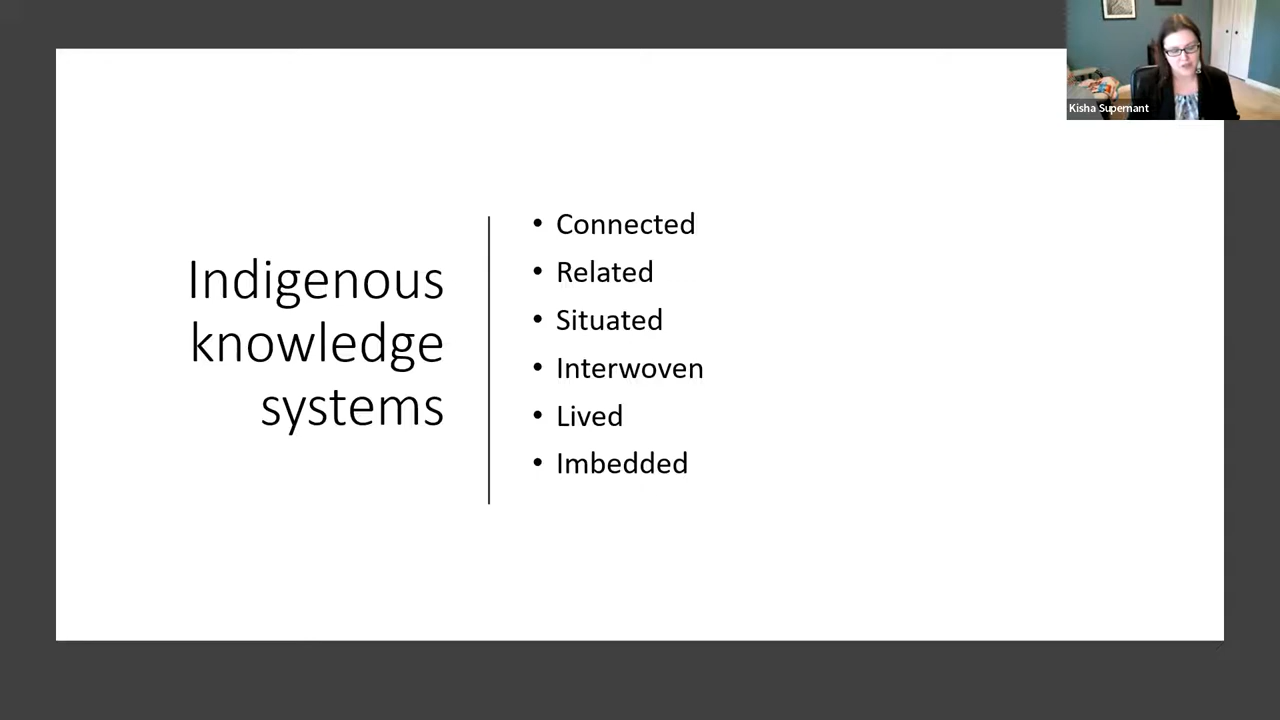 Kisha Supernant
Indigenous
knowledge
systems
• Connected
• Related
• Situated
• Interwoven
• Lived
• Imbedded